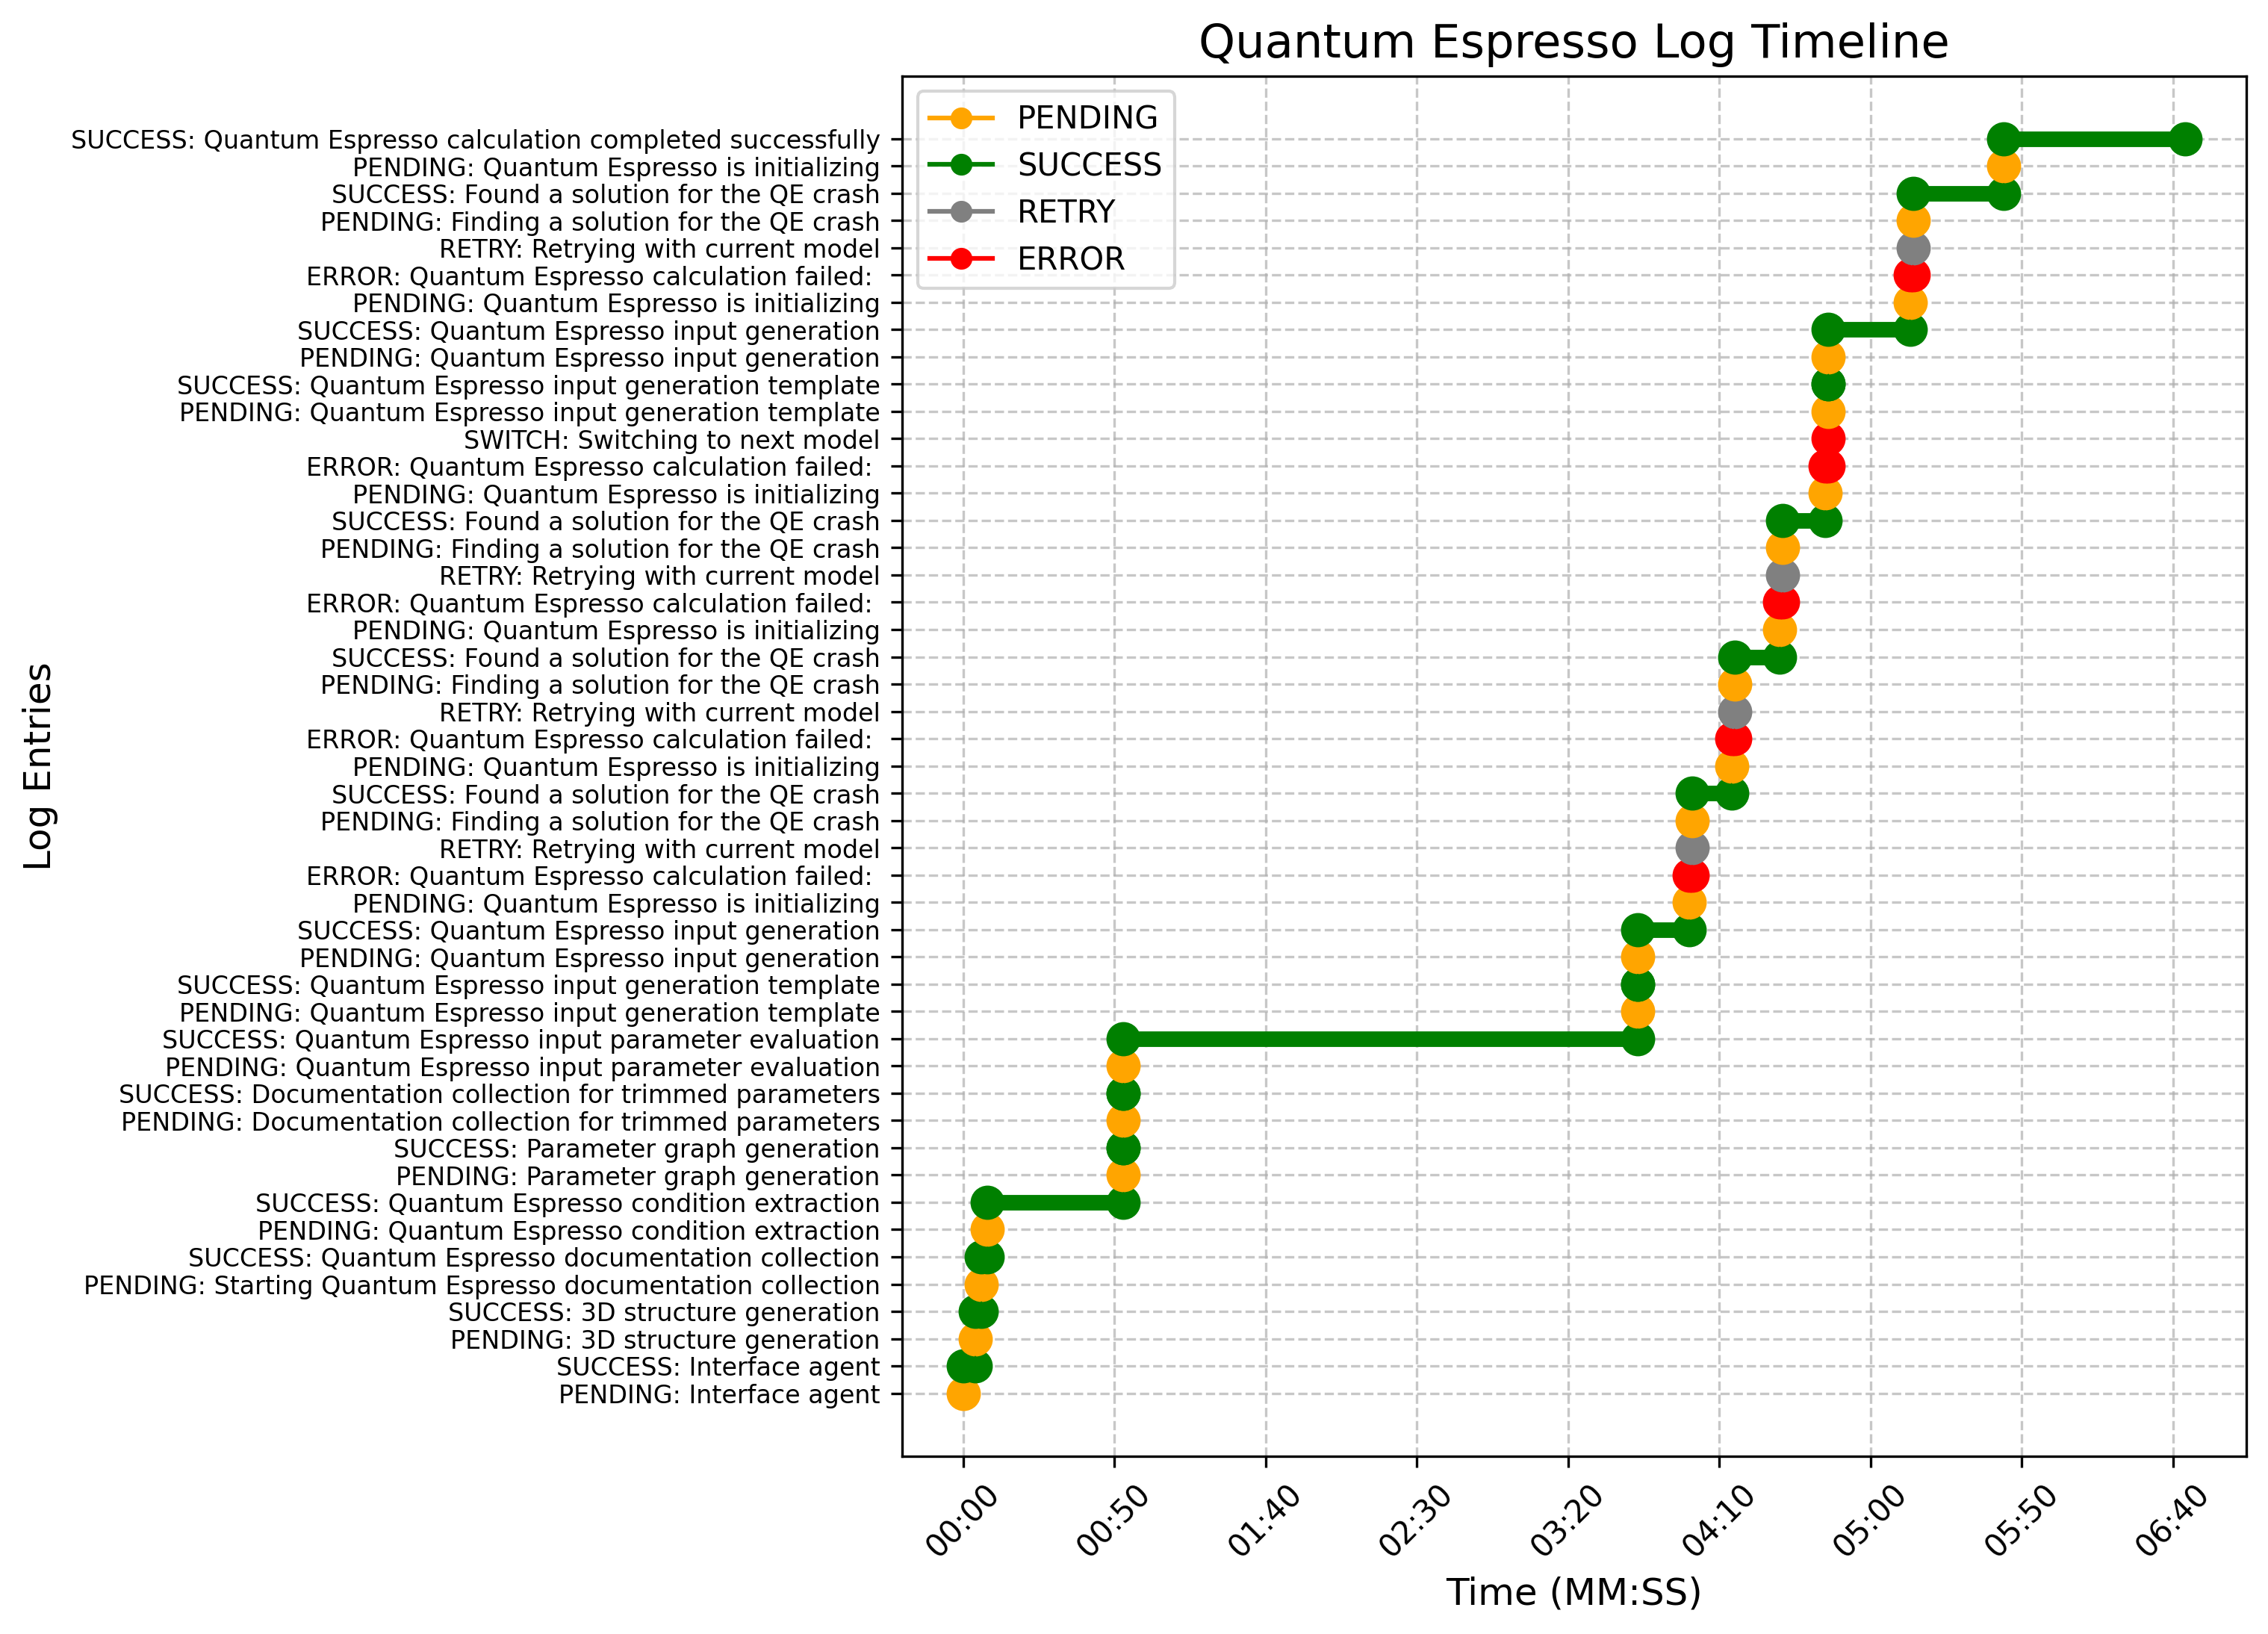 Quantum Espresso Log Timeline
PENDING
SUCCESS
RETRY
ERROR
Log Entries
SUCCESS: Quantum Espresso calculation completed successfully
PENDING: Quantum Espresso is initializing
SUCCESS: Found a solution for the QE crash
PENDING: Finding a solution for the QE crash
RETRY: Retrying with current model
ERROR: Quantum Espresso calculation failed:
PENDING: Quantum Espresso is initializing
SUCCESS: Quantum Espresso input generation
PENDING: Quantum Espresso input generation
SUCCESS: Quantum Espresso input generation template
PENDING: Quantum Espresso input generation template
SWITCH: Switching to next model
ERROR: Quantum Espresso calculation failed:
PENDING: Quantum Espresso is initializing
SUCCESS: Found a solution for the QE crash
PENDING: Finding a solution for the QE crash
RETRY: Retrying with current model
ERROR: Quantum Espresso calculation failed:
PENDING: Quantum Espresso is initializing
SUCCESS: Found a solution for the QE crash
PENDING: Finding a solution for the QE crash
RETRY: Retrying with current model
ERROR: Quantum Espresso calculation failed:
PENDING: Quantum Espresso is initializing
SUCCESS: Found a solution for the QE crash
PENDING: Finding a solution for the QE crash
RETRY: Retrying with current model
ERROR: Quantum Espresso calculation failed:
PENDING: Quantum Espresso is initializing
SUCCESS: Quantum Espresso input generation
PENDING: Quantum Espresso input generation
SUCCESS: Quantum Espresso input generation template
PENDING: Quantum Espresso input generation template
SUCCESS: Quantum Espresso input parameter evaluation
PENDING: Quantum Espresso input parameter evaluation
SUCCESS: Documentation collection for trimmed parameters
PENDING: Documentation collection for trimmed parameters
SUCCESS: Parameter graph generation
PENDING: Parameter graph generation
SUCCESS: Quantum Espresso condition extraction
PENDING: Quantum Espresso condition extraction
SUCCESS: Quantum Espresso documentation collection
PENDING: Starting Quantum Espresso documentation collection
SUCCESS: 3D structure generation
PENDING: 3D structure generation
SUCCESS: Interface agent
PENDING: Interface agent
00:00
00:50
01:40
02:30
03:20
04:10
05:00
05:50
06:40
Time (MM:SS)